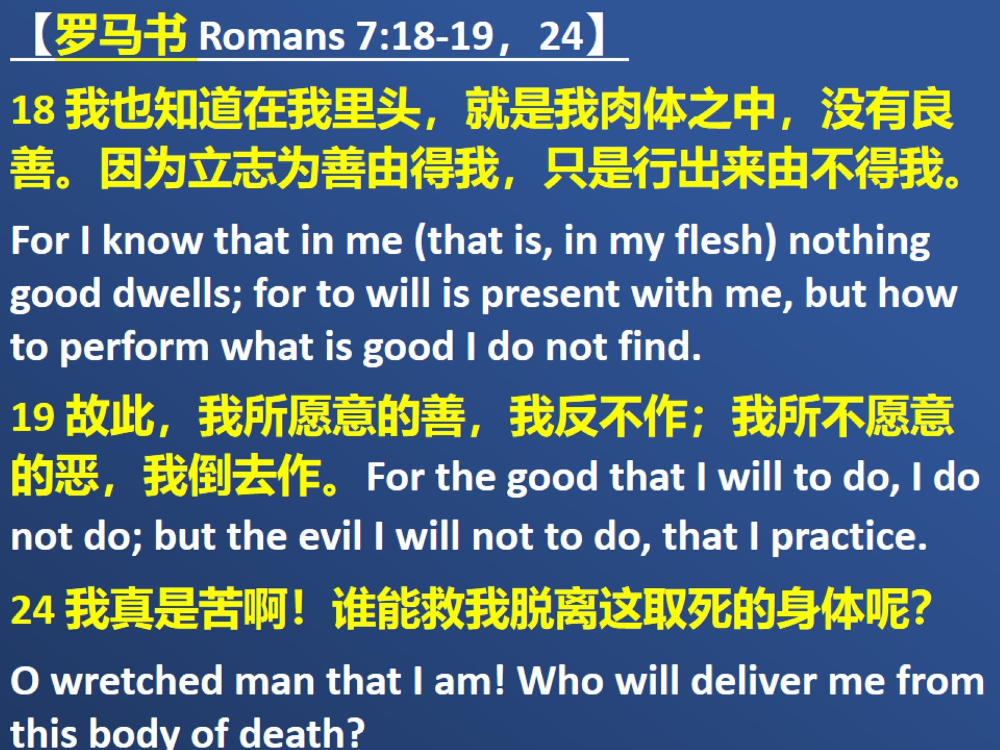 【罗马书 Romans 7:18-19，24】
18 我也知道在我里头，就是我肉体之中，没有良
善。因为立志为善由得我，只是行出来由不得我。
For I know that in me (that is, in my flesh) nothing
good dwells; for to will is present with me, but how
to perform what is good I do not find.
19 故此，我所愿意的善，我反不作；我所不愿意
的恶，我倒去作。For the good that I will to do, I do
not do; but the evil I will not to do, that I practice.
24 我真是苦啊！谁能救我脱离这取死的身体呢?
O wretched man that I am! Who will deliver me from
this body of death?